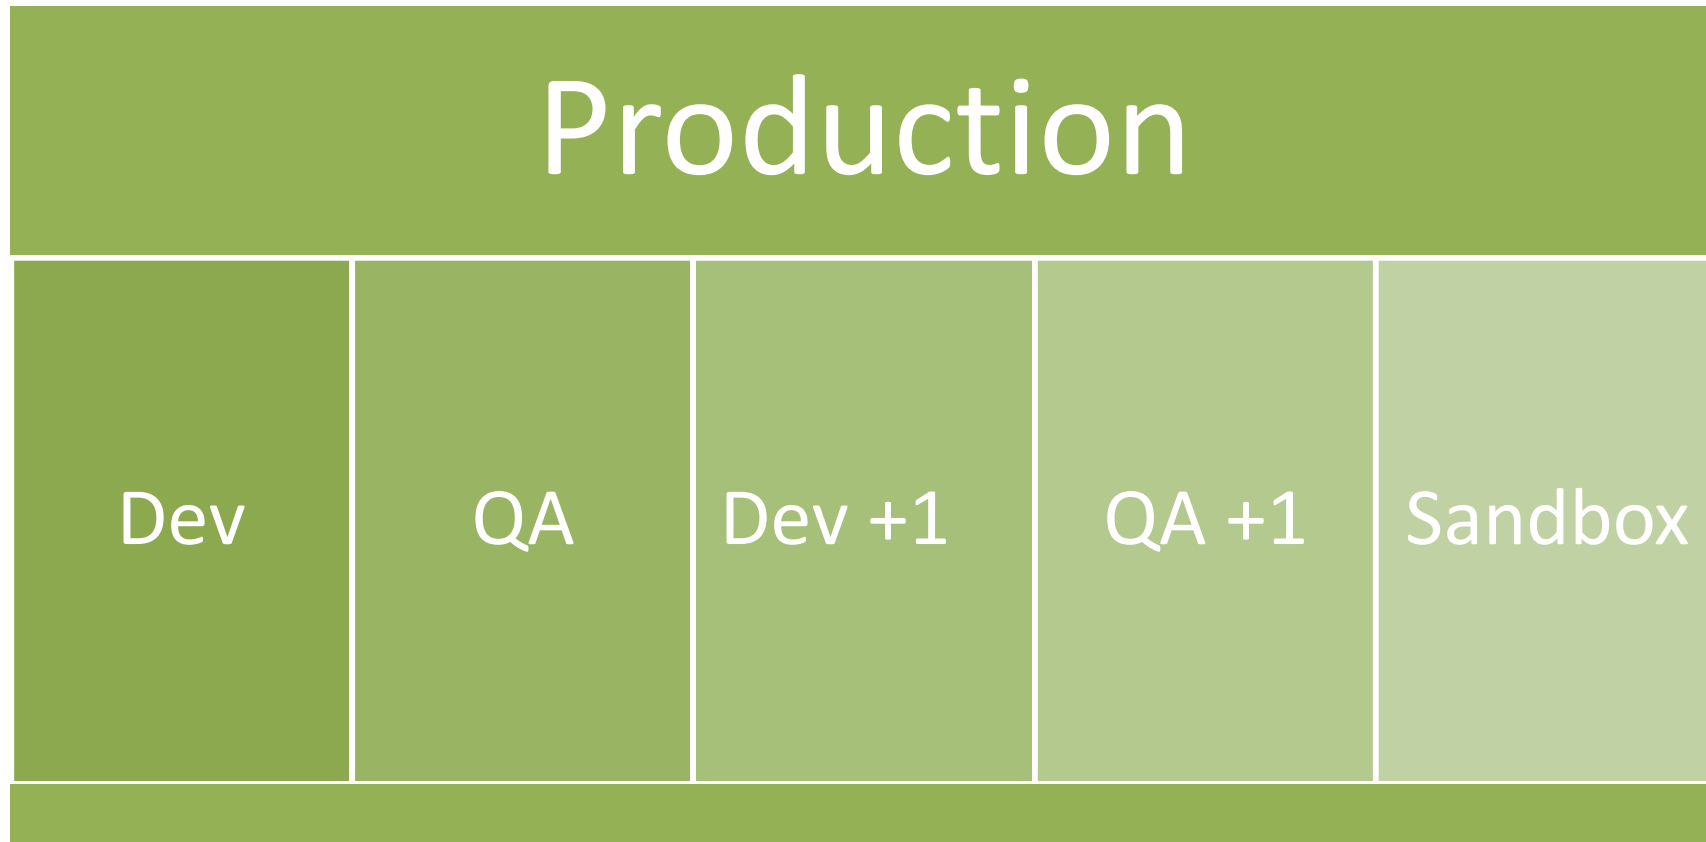 Production
Dev
QA
Dev +1
QA +1
Sandbox